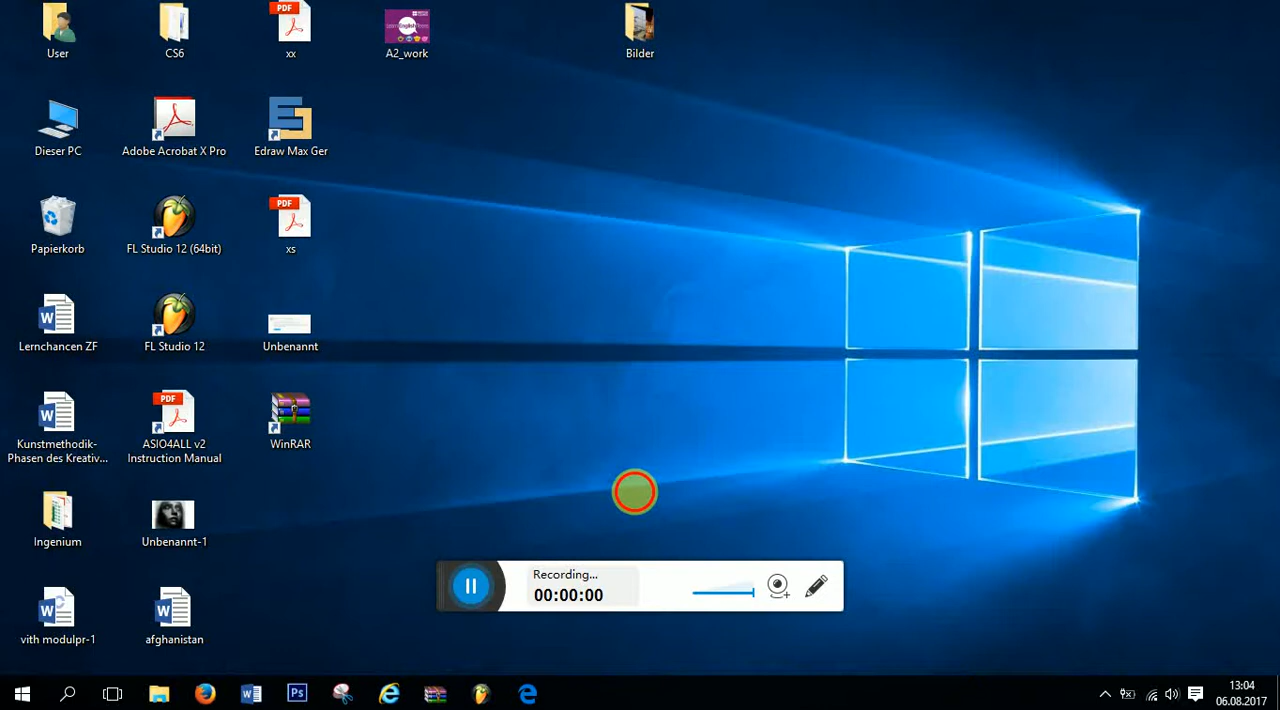 User
CS6
PDF
xx
A2_work
Bilder
Dieser PC
Adobe Acrobat X Pro
Edraw Max Ger
Papierkorb
FL Studio 12 (64bit)
PDF
xs
Lernchancen ZF
FL Studio 12
Unbenannt
Kunstmethodik-
Phasen des Kreativ...
PDF
ASIO4ALL v2
Instruction Manual
WinRAR
Ingenium
Unbenannt-1
Recording...
00:00:00
vith modulpr-1
afghanistan
Ps
13:04
06.08.2017